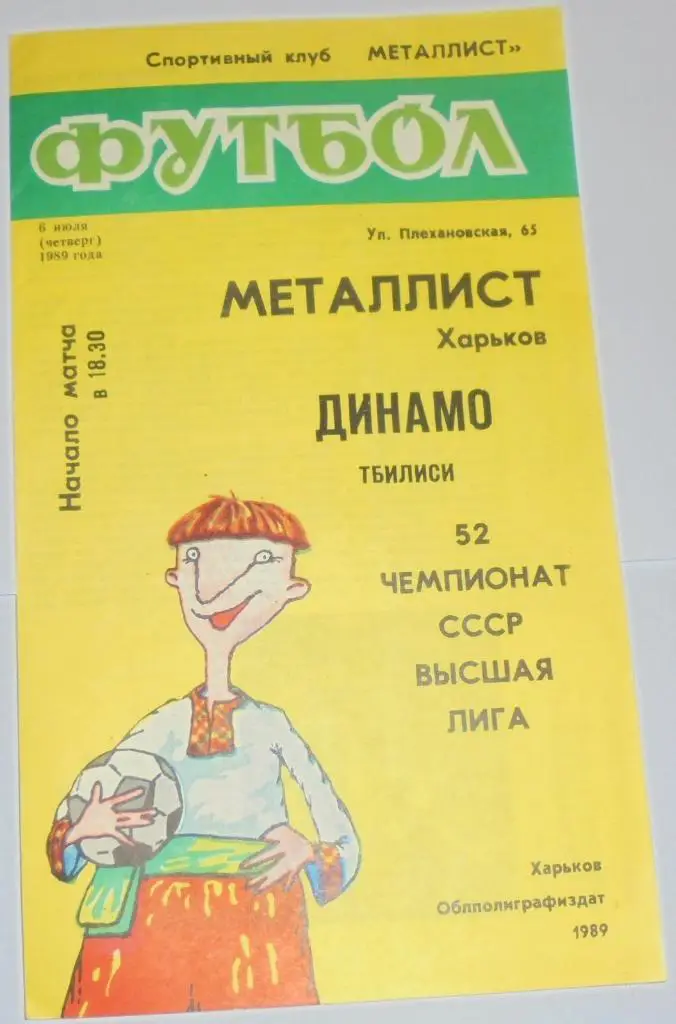 Спортивный клуб МЕТАЛЛИСТ»
ФУТБОЛ
6 июля
(четверг)
1989 года
Ул. Плехановская, 65
Начало матча
в 18.30
МЕТАЛЛИСТ
Харьков
ДИНАМО
ТБИЛИСИ
52
ЧЕМПИОНАТ
СССР
ВЫСШАЯ
ЛИГА
Харьков
Облполиграфиздат
1989